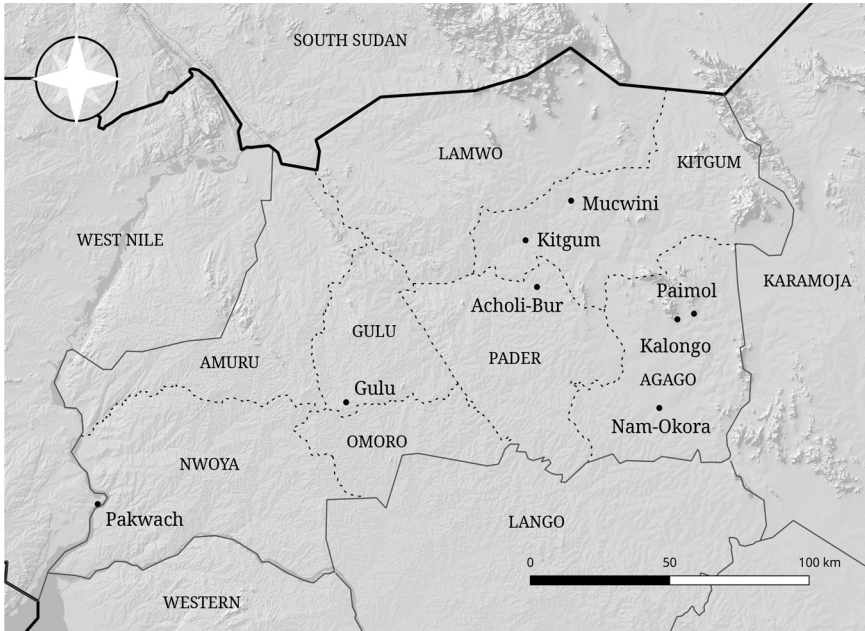 SOUTH SUDAN
LAMWO
KITGUM
Mucwini
WEST NILE
Kitgum
KARAMOJA
Paimol
Acholi-Bur
GULU
Kalongo
PADER
AMURU
AGAGO
Gulu
Nam-Okora
OMORO
NWOYA
Pakwach
LANGO
0 50 100 km
WESTERN